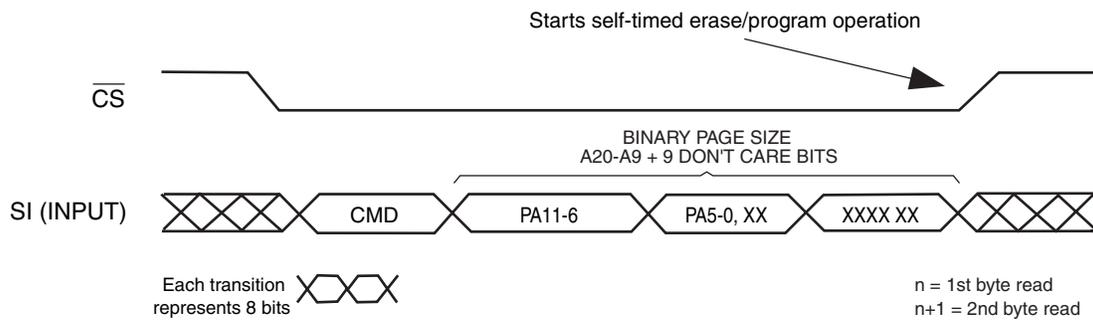 Starts self-timed erase/program operation
CS
BINARY PAGE SIZE
A20-A9 + 9 DON'T CARE BITS
SI (INPUT)
CMD
PA11-6
PA5-0, XX
XXXX XX
Each transition
represents 8 bits
n = 1st byte read
n+1 = 2nd byte read